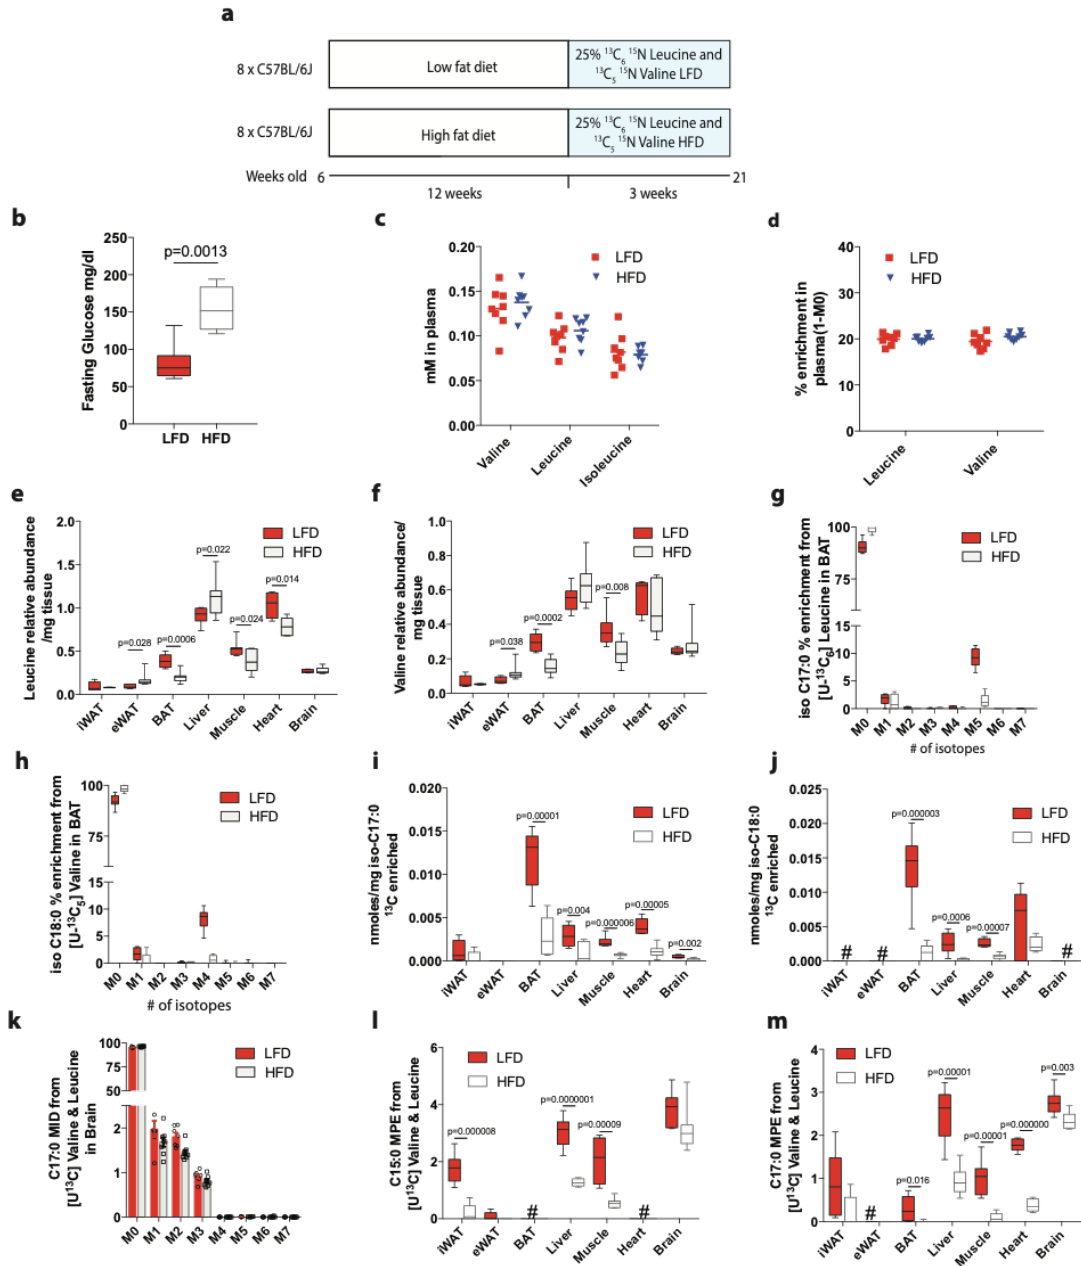 a
8 x C57BL/6J
Low fat diet
25% ¹³C₆ ¹⁵N Leucine and
¹³C₅ ¹⁵N Valine LFD
8 x C57BL/6J
High fat diet
25% ¹³C₆ ¹⁵N Leucine and
¹³C₅ ¹⁵N Valine HFD
Weeks old 6 21
12 weeks 3 weeks
b
Fasting Glucose mg/dl
250
200
150
100
50
0
p=0.0013
LFD HFD
c
mM in plasma
0.20
0.15
0.10
0.05
0.00
LFD
HFD
Valine Leucine Isoleucine
d
% enrichment in
plasma(1-M0)
40
30
20
10
0
LFD
HFD
Leucine Valine
e
Leucine relative abundance
/mg tissue
2.0
1.5
1.0
0.5
0.0
LFD
HFD
p=0.028 p=0.0006 p=0.022 p=0.024 p=0.014
iWAT eWAT BAT Liver Muscle Heart Brain
f
Valine relative abundance/
mg tissue
1.0
0.8
0.6
0.4
0.2
0.0
LFD
HFD
p=0.038 p=0.0002 p=0.008
iWAT eWAT BAT Liver Muscle Heart Brain
g
iso C17:0 % enrichment from
[U-¹³C₆] Leucine in BAT
100
75
15
10
5
0
LFD
HFD
M0 M1 M2 M3 M4 M5 M6 M7
# of isotopes
h
iso C18:0 % enrichment from
[U-¹³C₅] Valine in BAT
100
75
15
10
5
0
LFD
HFD
M0 M1 M2 M3 M4 M5 M6 M7
# of isotopes
i
nmoles/mg iso-C17:0
¹³C enriched
0.020
0.015
0.010
0.005
0.000
LFD
HFD
p=0.00001 p=0.004 p=0.000006 p=0.00005 p=0.002
iWAT eWAT BAT Liver Muscle Heart Brain
j
nmoles/mg iso-C18:0
¹³C enriched
0.025
0.020
0.015
0.010
0.005
0.000
LFD
HFD
p=0.000003 p=0.0006 p=0.00007
# # #
iWAT eWAT BAT Liver Muscle Heart Brain
k
C17:0 MID from
[U¹³C] Valine & Leucine
in Brain
100
75
50
2
1
0
LFD
HFD
M0 M1 M2 M3 M4 M5 M6 M7
l
C15:0 MPE from
[U¹³C] Valine & Leucine
6
4
2
0
LFD
HFD
p=0.000008 p=0.0000001 p=0.00009
# #
iWAT eWAT BAT Liver Muscle Heart Brain
m
C17:0 MPE from
[U¹³C] Valine & Leucine
4
3
2
1
0
LFD
HFD
p=0.016 p=0.00001 p=0.00001 p=0.000000 p=0.003
#
iWAT eWAT BAT Liver Muscle Heart Brain